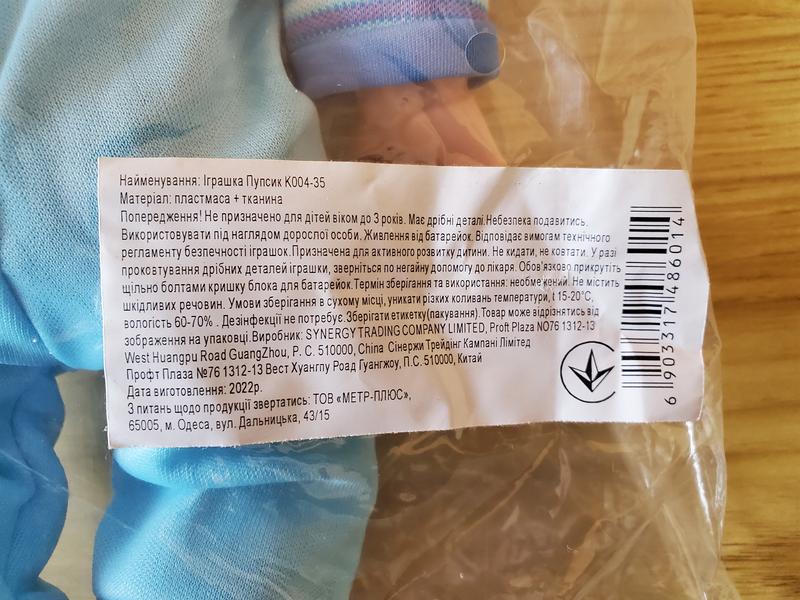 Найменування: Іграшка Пупсик K004-35
Матеріал: пластмаса + тканина
Попередження! Не призначено для дітей віком до 3 років. Має дрібні деталі.Небезпека подавитись.
Використовувати під наглядом дорослої особи. Живлення від батарейок. Відповідає вимогам технічного
регламенту безпечності іграшок.Призначена для активного розвитку дитини. Не кидати, не ковтати. У разі
проковтування дрібних деталей іграшки, зверніться по негайну допомогу до лікаря. Обов'язково прикрутіть
щільно болтами кришку блока для батарейок.Термін зберігання та використання: необмежений. Не містить
шкідливих речовин. Умови зберігання в сухому місці, уникати різких коливань температури, t 15-20°C,
вологість 60-70% . Дезінфекції не потребує.Зберігати етикетку(пакування).Товар може відрізнятись від
зображення на упаковці.Виробник: SYNERGY TRADING COMPANY LIMITED, Proft Plaza NO76 1312-13
West Huangpu Road GuangZhou, P. C. 510000, China Сінержи Трейдінг Кампані Лімітед
Профт Плаза №76 1312-13 Вест Хуангпу Роад Гуангжоу, П.С. 510000, Китай
Дата виготовлення: 2022р.
З питань щодо продукції звертатись: ТОВ «МЕТР-ПЛЮС»,
65005, м. Одеса, вул. Дальницька, 43/15
6 903317 486014